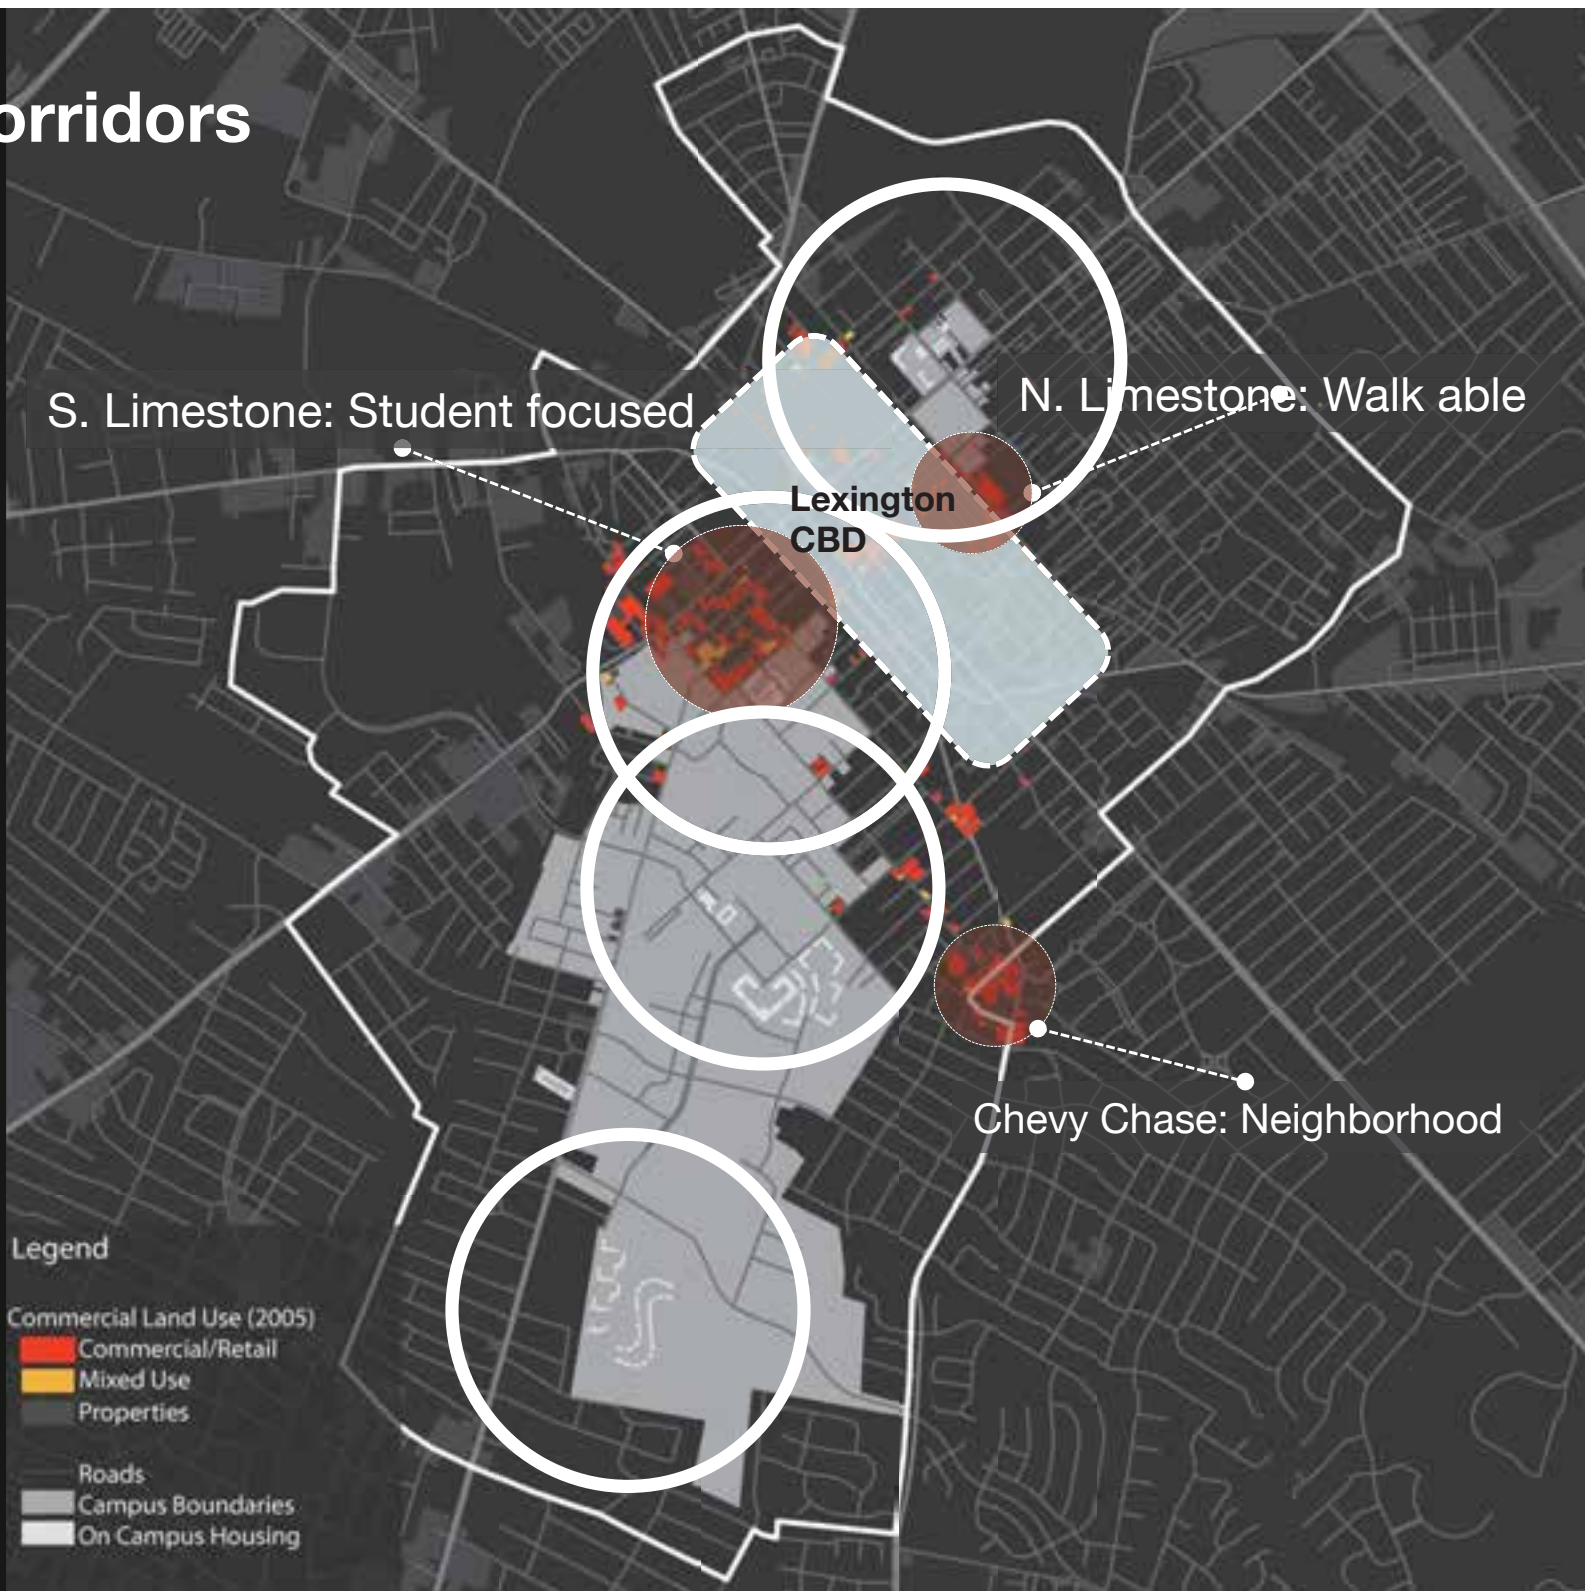 orridors
S. Limestone: Student focused
N. Limestone: Walk able
Lexington
CBD
Chevy Chase: Neighborhood
Legend
Commercial Land Use (2005)
Commercial/Retail
Mixed Use
Properties
Roads
Campus Boundaries
On Campus Housing